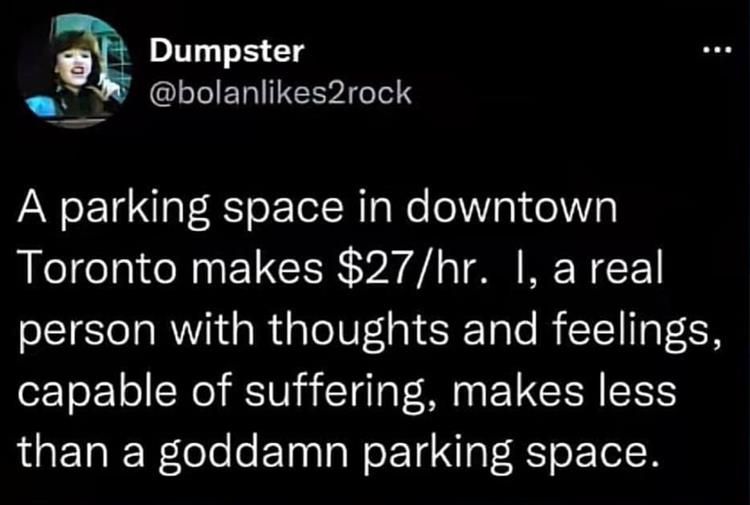 Dumpster
@bolanlikes2rock
A parking space in downtown
Toronto makes $27/hr.  I, a real
person with thoughts and feelings,
capable of suffering, makes less
than a goddamn parking space.